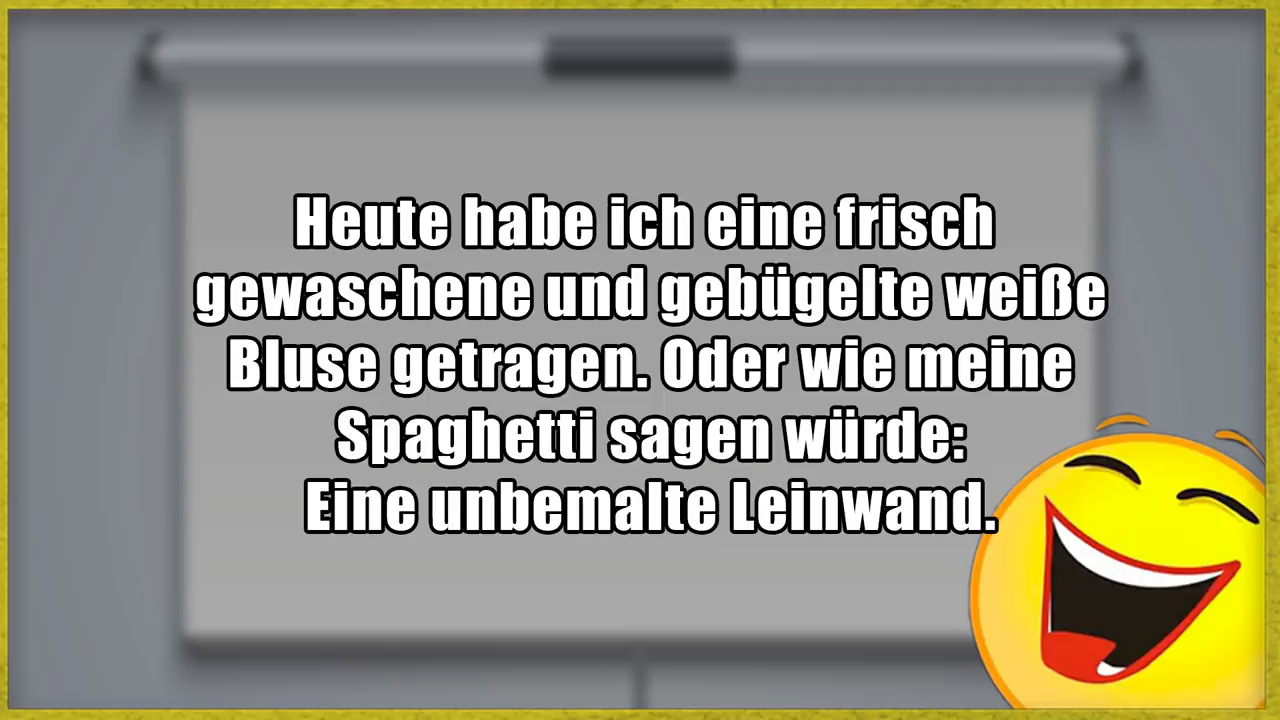 Heute habe ich eine frisch
gewaschene und gebügelte weiße
Bluse getragen. Oder wie meine
Spaghetti sagen würde:
Eine unbemalte Leinwand.